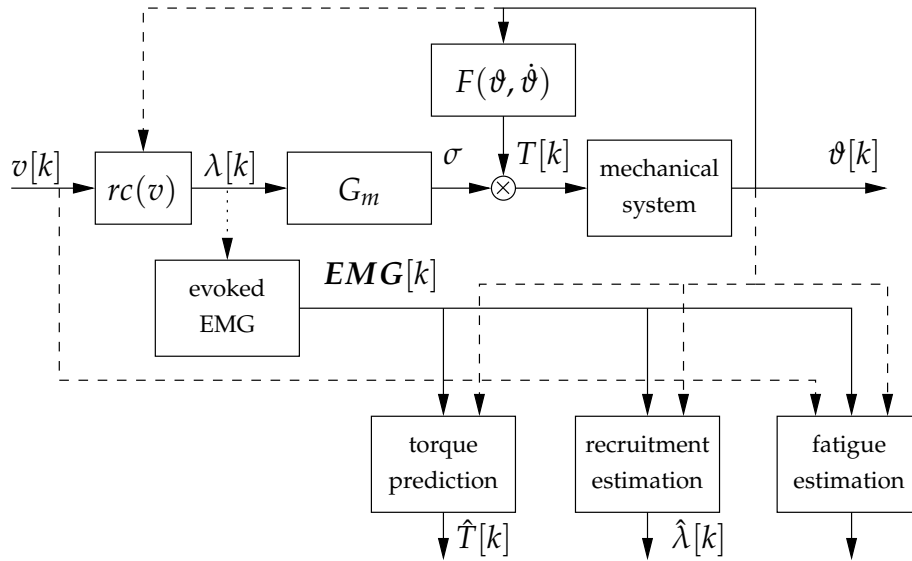 F(ϑ, ϑ̇)
v[k]
rc(v)
λ[k]
G_m
σ
×
T[k]
mechanical
system
ϑ[k]
evoked
EMG
EMG[k]
torque
prediction
recruitment
estimation
fatigue
estimation
T̂[k]
λ̂[k]